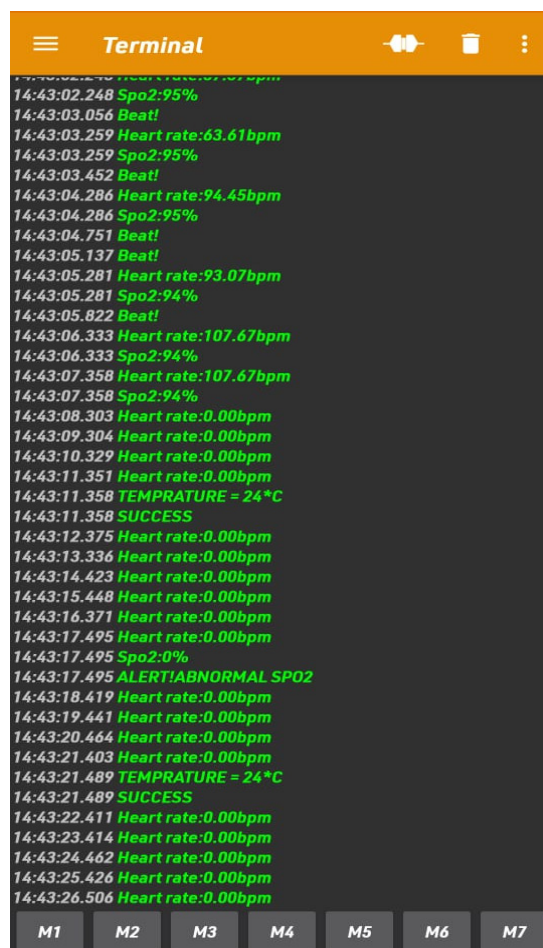 Terminal
14:43:02.248 Spo2:95%
14:43:03.056 Beat!
14:43:03.259 Heart rate:63.61bpm
14:43:03.259 Spo2:95%
14:43:03.452 Beat!
14:43:04.286 Heart rate:94.45bpm
14:43:04.286 Spo2:95%
14:43:04.751 Beat!
14:43:05.137 Beat!
14:43:05.281 Heart rate:93.07bpm
14:43:05.281 Spo2:94%
14:43:05.822 Beat!
14:43:06.333 Heart rate:107.67bpm
14:43:06.333 Spo2:94%
14:43:07.358 Heart rate:107.67bpm
14:43:07.358 Spo2:94%
14:43:08.303 Heart rate:0.00bpm
14:43:09.304 Heart rate:0.00bpm
14:43:10.329 Heart rate:0.00bpm
14:43:11.351 Heart rate:0.00bpm
14:43:11.358 TEMPRATURE = 24*C
14:43:11.358 SUCCESS
14:43:12.375 Heart rate:0.00bpm
14:43:13.336 Heart rate:0.00bpm
14:43:14.423 Heart rate:0.00bpm
14:43:15.448 Heart rate:0.00bpm
14:43:16.371 Heart rate:0.00bpm
14:43:17.495 Heart rate:0.00bpm
14:43:17.495 Spo2:0%
14:43:17.495 ALERT!ABNORMAL SPO2
14:43:18.419 Heart rate:0.00bpm
14:43:19.441 Heart rate:0.00bpm
14:43:20.464 Heart rate:0.00bpm
14:43:21.403 Heart rate:0.00bpm
14:43:21.489 TEMPRATURE = 24*C
14:43:21.489 SUCCESS
14:43:22.411 Heart rate:0.00bpm
14:43:23.414 Heart rate:0.00bpm
14:43:24.462 Heart rate:0.00bpm
14:43:25.426 Heart rate:0.00bpm
14:43:26.506 Heart rate:0.00bpm
M1 M2 M3 M4 M5 M6 M7